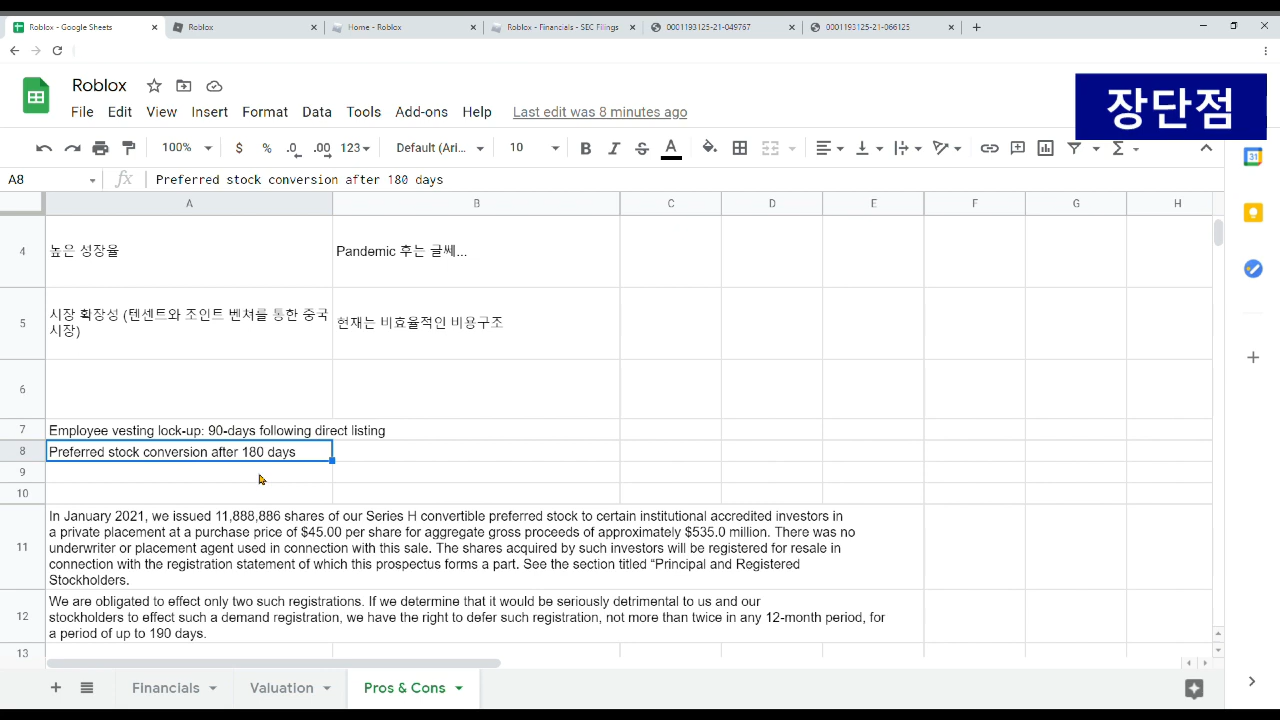 Roblox - Google Sheets
Roblox
Home - Roblox
Roblox - Financials - SEC Filings
0001193125-21-049767
0001193125-21-066125
Roblox
File Edit View Insert Format Data Tools Add-ons Help Last edit was 8 minutes ago
장단점
100% $ % .0 .00 123 Default (Ari... 10 B I S A
A8 fx Preferred stock conversion after 180 days
A B C D E F G H
4 높은 성장율 Pandemic 후는 글쎄...
5 시장 확장성 (텐센트와 조인트 벤쳐를 통한 중국
시장) 현재는 비효율적인 비용구조
6
7 Employee vesting lock-up: 90-days following direct listing
8 Preferred stock conversion after 180 days
9
10
11 In January 2021, we issued 11,888,886 shares of our Series H convertible preferred stock to certain institutional accredited investors in
a private placement at a purchase price of $45.00 per share for aggregate gross proceeds of approximately $535.0 million. There was no
underwriter or placement agent used in connection with this sale. The shares acquired by such investors will be registered for resale in
connection with the registration statement of which this prospectus forms a part. See the section titled “Principal and Registered
Stockholders.
12 We are obligated to effect only two such registrations. If we determine that it would be seriously detrimental to us and our
stockholders to effect such a demand registration, we have the right to defer such registration, not more than twice in any 12-month period, for
a period of up to 190 days.
13
Financials Valuation Pros & Cons
31